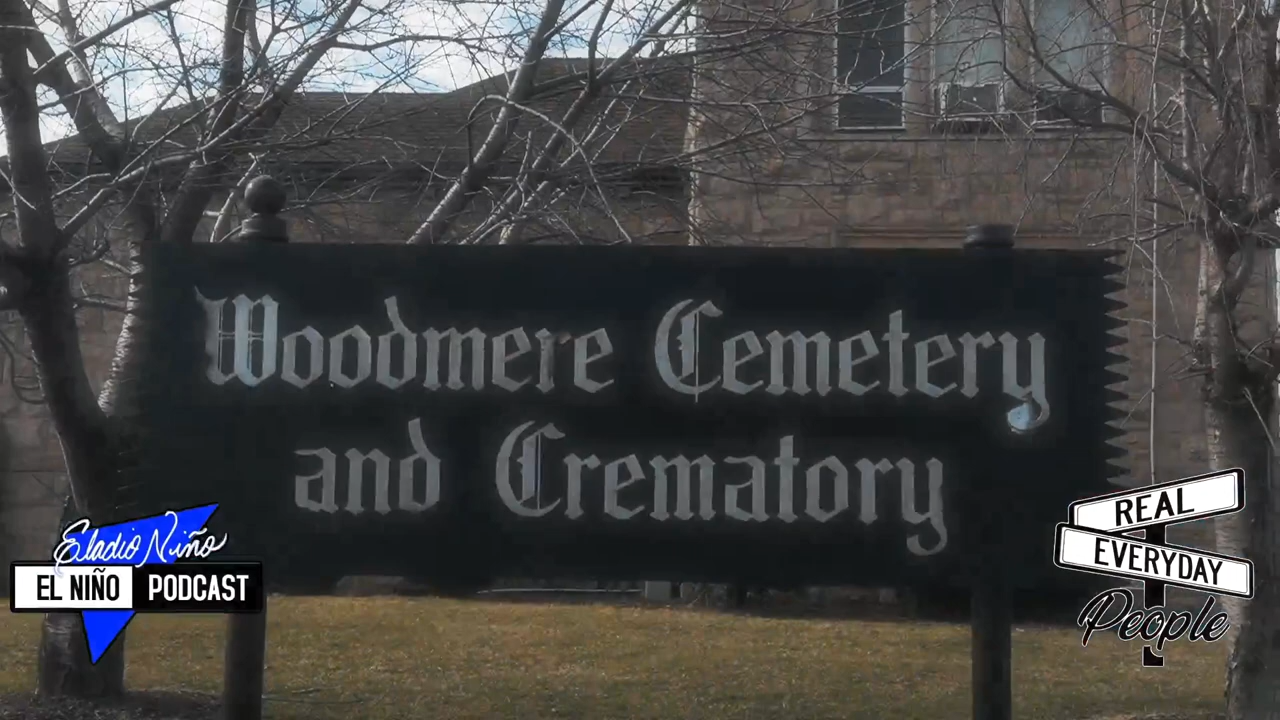 Woodmere Cemetery
and Crematory
Eladio Niño
EL NIÑO PODCAST
REAL
EVERYDAY
People